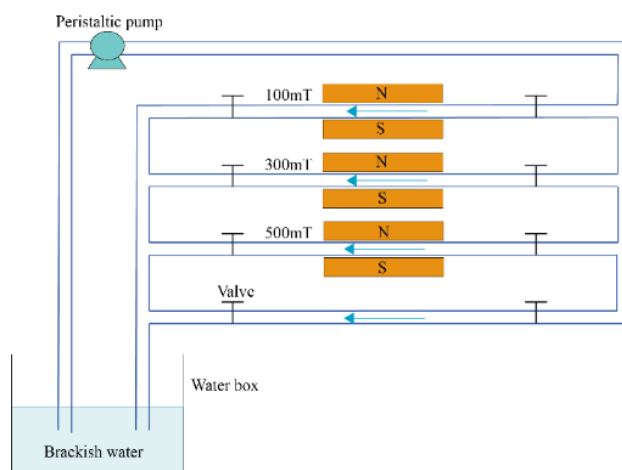 Peristaltic pump
100mT
N
S
300mT
N
S
500mT
N
S
Valve
Water box
Brackish water